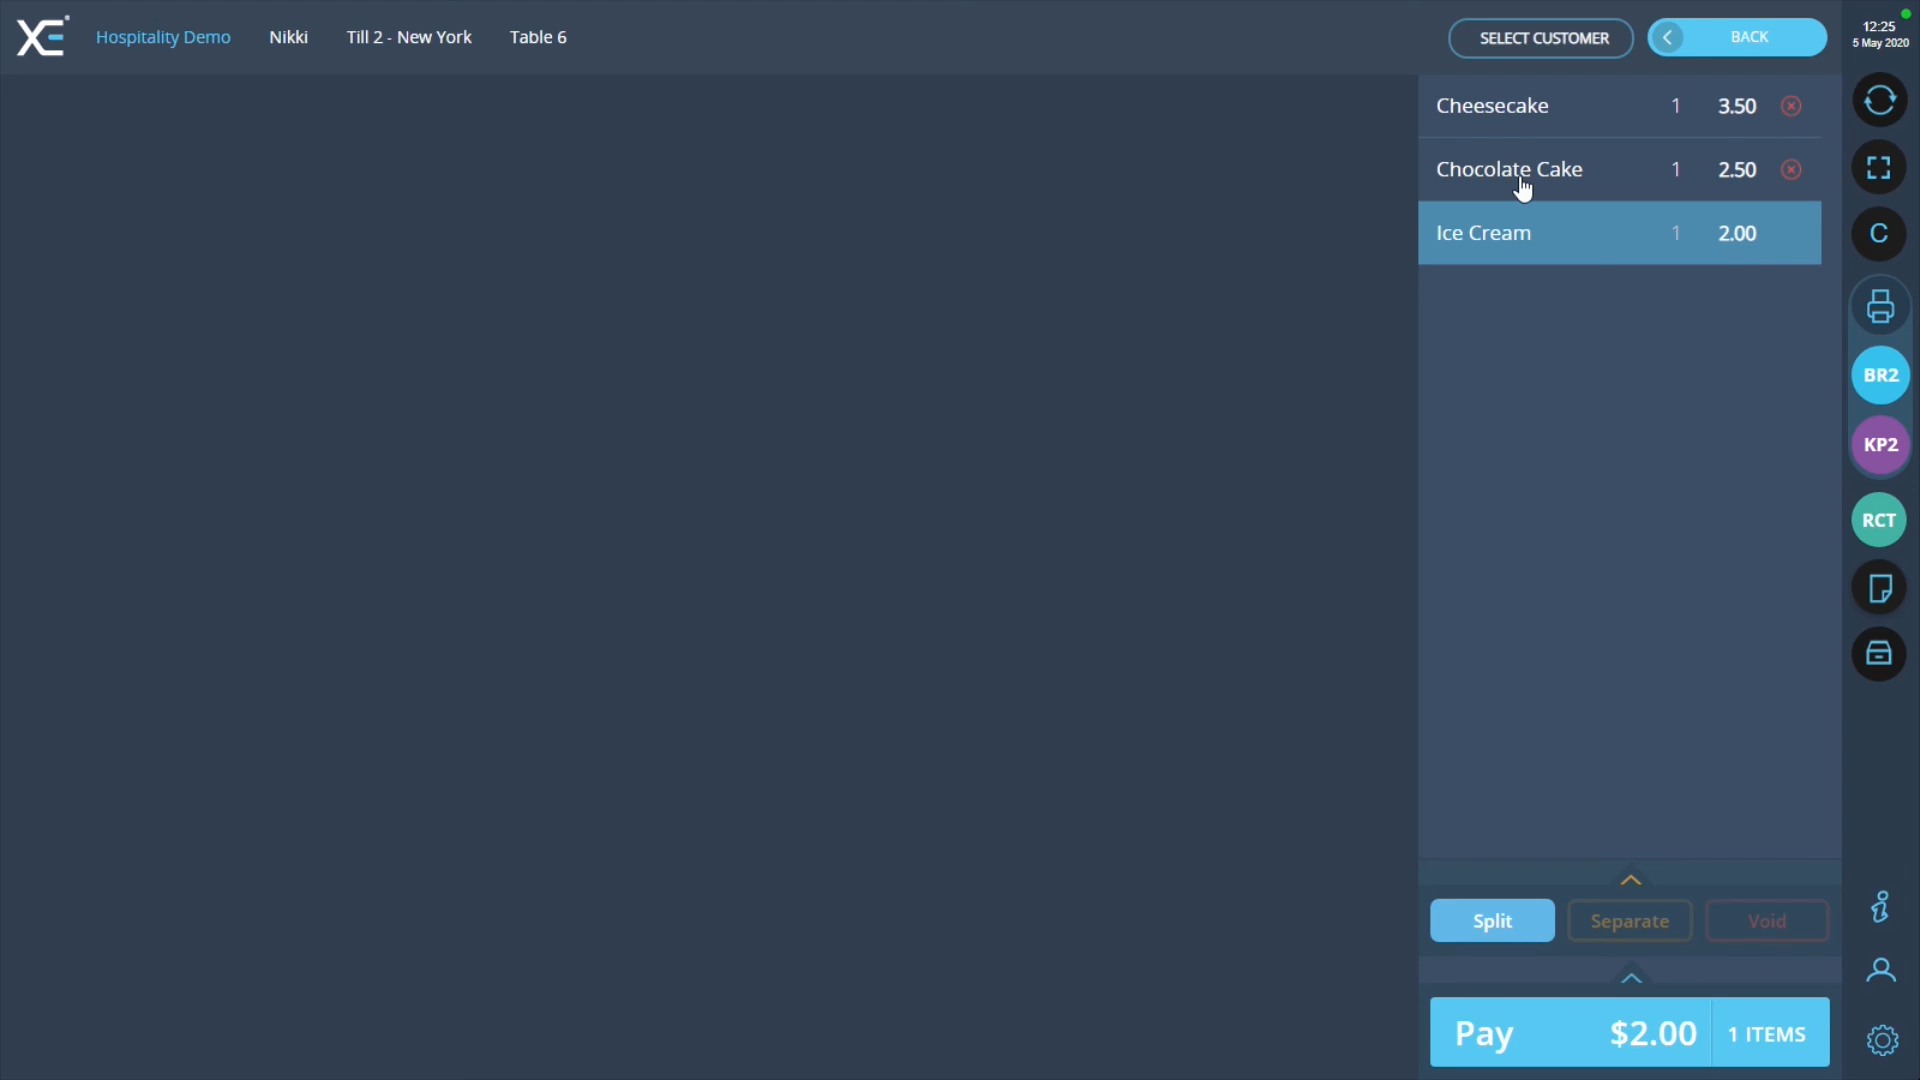 XE Hospitality Demo Nikki Till 2 - New York Table 6 SELECT CUSTOMER BACK 12:25
5 May 2020
Cheesecake 1 3.50
Chocolate Cake 1 2.50
Ice Cream 1 2.00
C
BR2
KP2
RCT
Split Separate Void
Pay $2.00 1 ITEMS